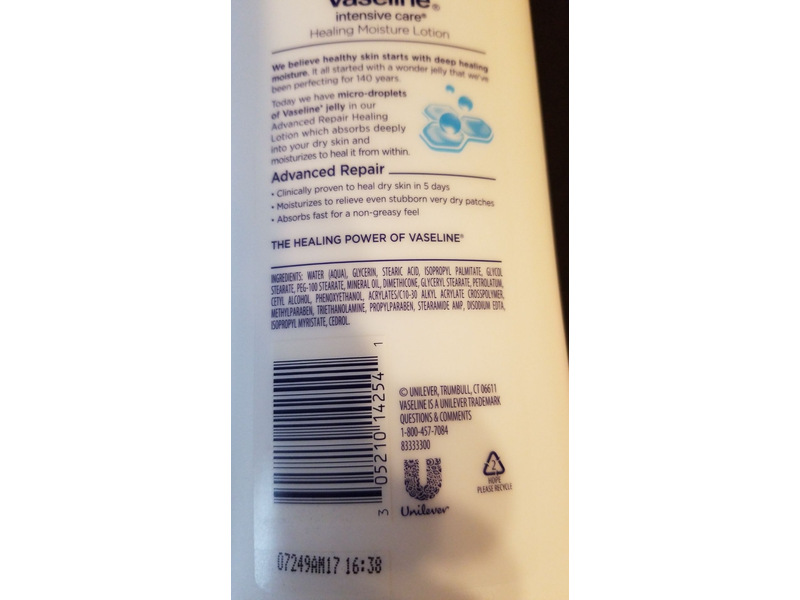 Vaseline®
intensive care®
Healing Moisture Lotion
We believe healthy skin starts with deep healing
moisture. It all started with a wonder jelly that we've
been perfecting for 140 years.
Today we have micro-droplets
of Vaseline® jelly in our
Advanced Repair Healing
Lotion which absorbs deeply
into your dry skin and
moisturizes to heal it from within.
Advanced Repair
• Clinically proven to heal dry skin in 5 days
• Moisturizes to relieve even stubborn very dry patches
• Absorbs fast for a non-greasy feel
THE HEALING POWER OF VASELINE®
INGREDIENTS: WATER (AQUA), GLYCERIN, STEARIC ACID, ISOPROPYL PALMITATE, GLYCOL
STEARATE, PEG-100 STEARATE, MINERAL OIL, DIMETHICONE, GLYCERYL STEARATE, PETROLATUM,
CETYL ALCOHOL, PHENOXYETHANOL, ACRYLATES/C10-30 ALKYL ACRYLATE CROSSPOLYMER,
METHYLPARABEN, TRIETHANOLAMINE, PROPYLPARABEN, STEARAMIDE AMP, DISODIUM EDTA,
ISOPROPYL MYRISTATE, CEDROL.
3 05210 14254 1
© UNILEVER, TRUMBULL, CT 06611
VASELINE IS A UNILEVER TRADEMARK
QUESTIONS & COMMENTS
1-800-457-7084
83333300
Unilever
2
HDPE
PLEASE RECYCLE
07249AM17 16:38